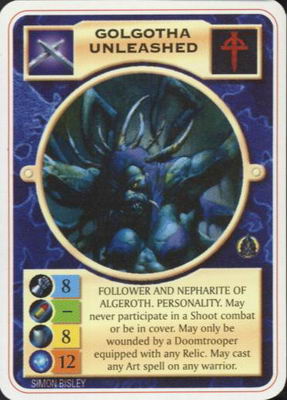 GOLGOTHA
UNLEASHED
8
–
8
12
FOLLOWER AND NEPHARITE OF
ALGEROTH. PERSONALITY. May
never participate in a Shoot combat
or be in cover. May only be
wounded by a Doomtrooper
equipped with any Relic. May cast
any Art spell on any warrior.
SIMON BISLEY